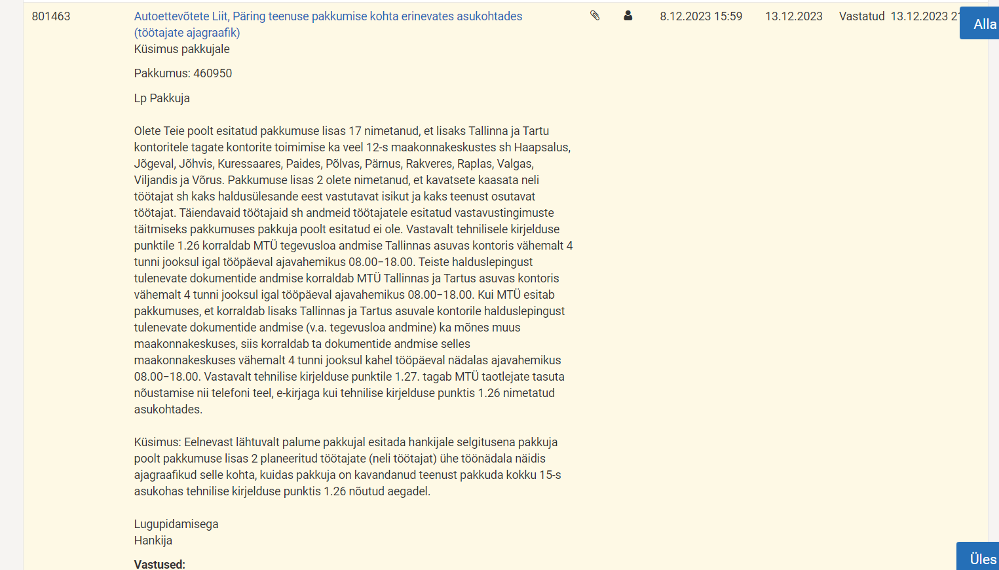 801463
Autoettevõtete Liit, Päring teenuse pakkumise kohta erinevates asukohtades
(töötajate ajagraafik)
8.12.2023 15:59
13.12.2023
Vastatud
13.12.2023
Alla
Küsimus pakkujale
Pakkumus: 460950
Lp Pakkuja
Olete Teie poolt esitatud pakkumuse lisas 17 nimetanud, et lisaks Tallinna ja Tartu
kontoritele tagate kontorite toimimise ka veel 12-s maakonnakeskustes sh Haapsalus,
Jõgeval, Jõhvis, Kuressaares, Paides, Põlvas, Pärnus, Rakveres, Raplas, Valgas,
Viljandis ja Võrus. Pakkumuse lisas 2 olete nimetanud, et kavatsete kaasata neli
töötajat sh kaks haldusülesande eest vastutavat isikut ja kaks teenust osutavat
töötajat. Täiendavaid töötajaid sh andmeid töötajatele esitatud vastavustingimuste
täitmiseks pakkumuses pakkuja poolt esitatud ei ole. Vastavalt tehnilisele kirjelduse
punktile 1.26 korraldab MTÜ tegevusloa andmise Tallinnas asuvas kontoris vähemalt 4
tunni jooksul igal tööpäeval ajavahemikus 08.00–18.00. Teiste halduslepingust
tulenevate dokumentide andmise korraldab MTÜ Tallinnas ja Tartus asuvas kontoris
vähemalt 4 tunni jooksul igal tööpäeval ajavahemikus 08.00–18.00. Kui MTÜ esitab
pakkumuses, et korraldab lisaks Tallinnas ja Tartus asuvale kontorile halduslepingust
tulenevate dokumentide andmise (v.a. tegevusloa andmine) ka mõnes muus
maakonnakeskuses, siis korraldab ta dokumentide andmise selles
maakonnakeskuses vähemalt 4 tunni jooksul kahel tööpäeval nädalas ajavahemikus
08.00–18.00. Vastavalt tehnilise kirjelduse punktile 1.27. tagab MTÜ taotlejate tasuta
nõustamise nii telefoni teel, e-kirjaga kui tehnilise kirjelduse punktis 1.26 nimetatud
asukohtades.
Küsimus: Eelnevast lähtuvalt palume pakkujal esitada hankijale selgitusena pakkuja
poolt pakkumuse lisas 2 planeeritud töötajate (neli töötajat) ühe töönädala näidis
ajagraafikud selle kohta, kuidas pakkuja on kavandanud teenust pakkuda kokku 15-s
asukohas tehnilise kirjelduse punktis 1.26 nõutud aegadel.
Lugupidamisega
Hankija
Vastused:
Üles